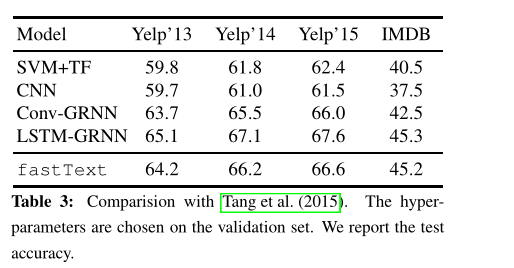 Model Yelp'13 Yelp'14 Yelp'15 IMDB
SVM+TF 59.8 61.8 62.4 40.5
CNN 59.7 61.0 61.5 37.5
Conv-GRNN 63.7 65.5 66.0 42.5
LSTM-GRNN 65.1 67.1 67.6 45.3
fastText 64.2 66.2 66.6 45.2
Table 3: Comparision with Tang et al. (2015). The hyper-
parameters are chosen on the validation set. We report the test
accuracy.